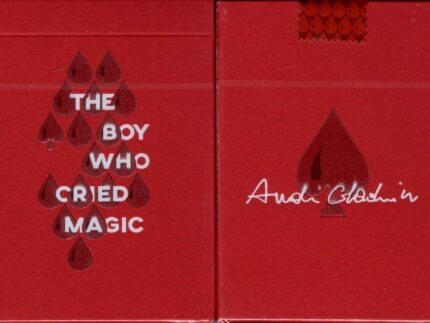 THE
BOY
WHO
CRIED
MAGIC
Andi Gladwin